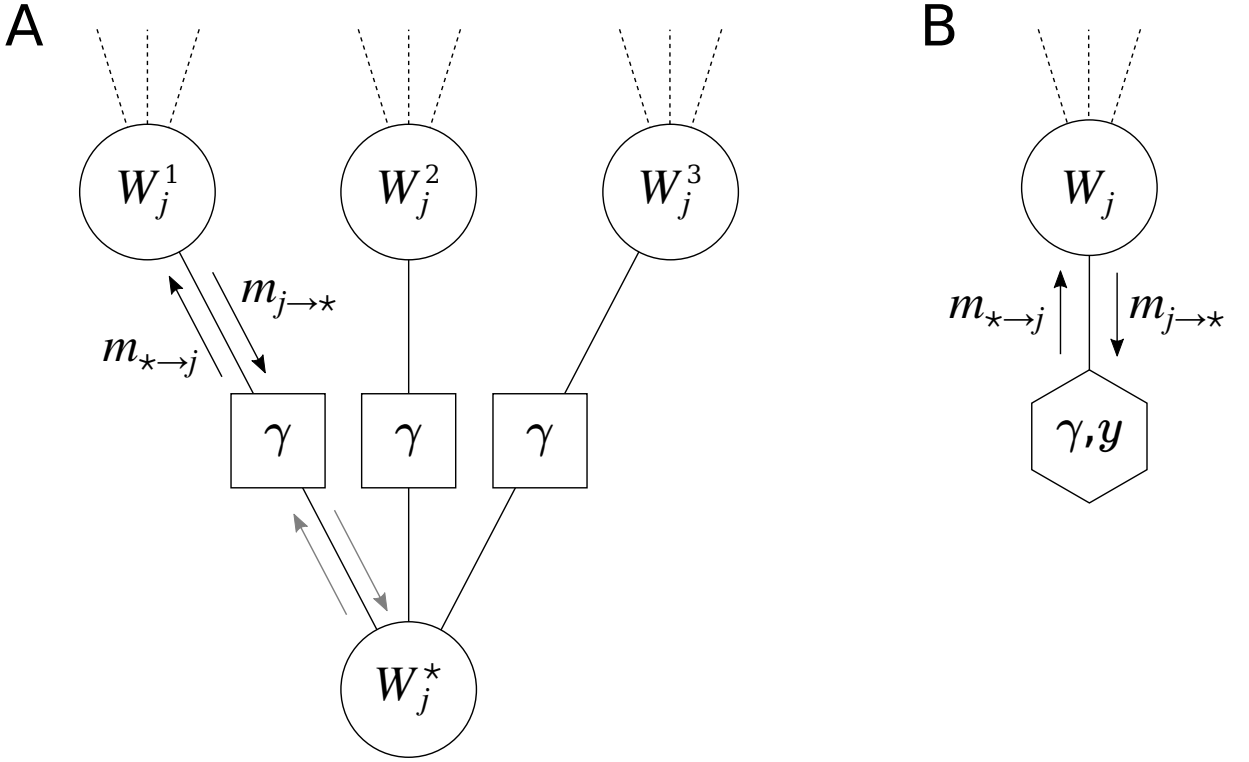 A
B
W_j^1
W_j^2
W_j^3
W_j
m_{j→⋆}
m_{⋆→j}
m_{⋆→j}
m_{j→⋆}
γ
γ
γ
γ,y
W_j^⋆